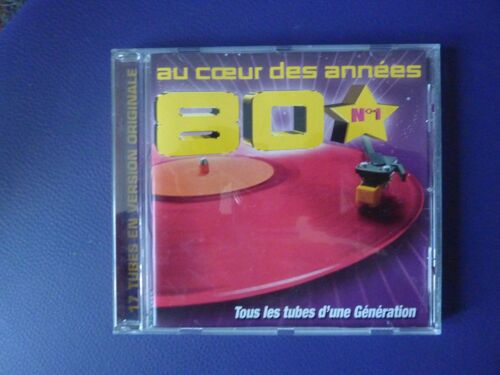 au cœur des années
80
N°1
Tous les tubes d'une Génération
17 TUBES EN VERSION ORIGINALE